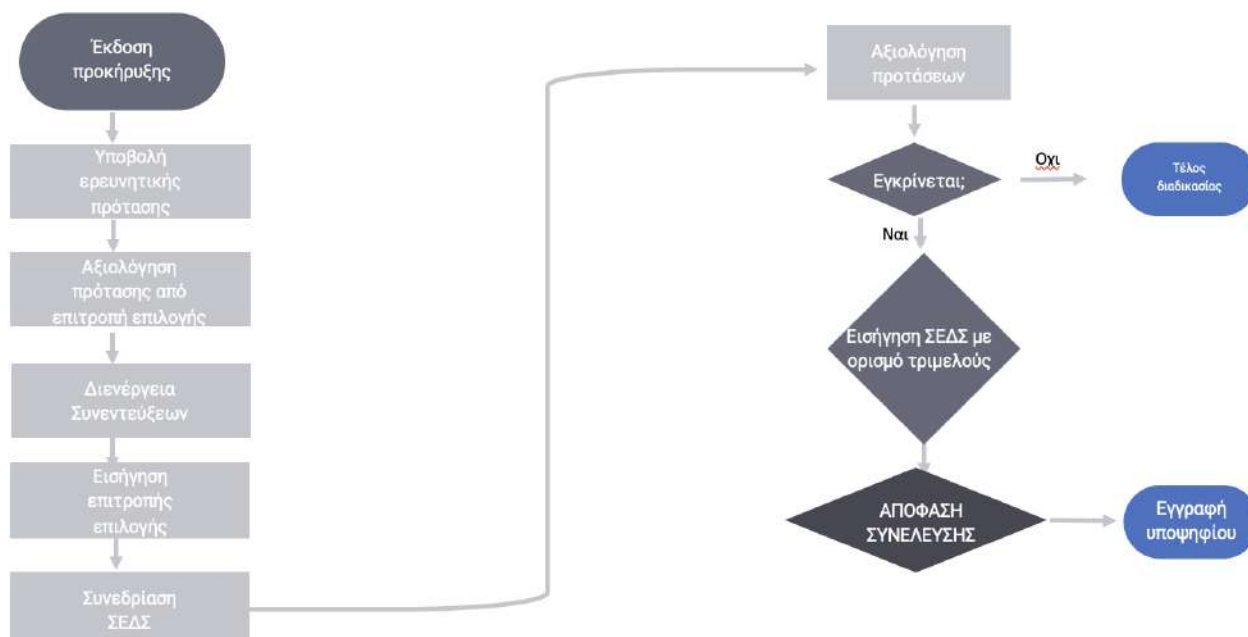 Έκδοση
προκήρυξης
Υποβολή
ερευνητικής
πρότασης
Αξιολόγηση
πρότασης από
επιτροπή επιλογής
Διενέργεια
Συνεντεύξεων
Εισήγηση
επιτροπής
επιλογής
Συνεδρίαση
ΣΕΔΣ
Αξιολόγηση
προτάσεων
Εγκρίνεται;
Οχι
Τέλος
διαδικασίας
Ναι
Εισήγηση ΣΕΔΣ με
ορισμό τριμελούς
ΑΠΟΦΑΣΗ
ΣΥΝΕΛΕΥΣΗΣ
Εγγραφή
υποψηφίου